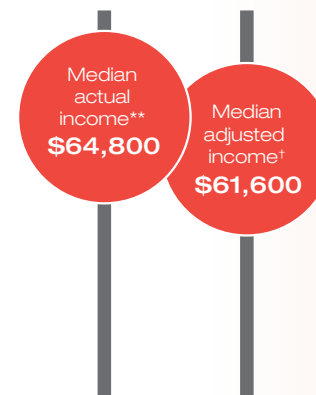 Median
actual
income**
$64,800
Median
adjusted
income†
$61,600